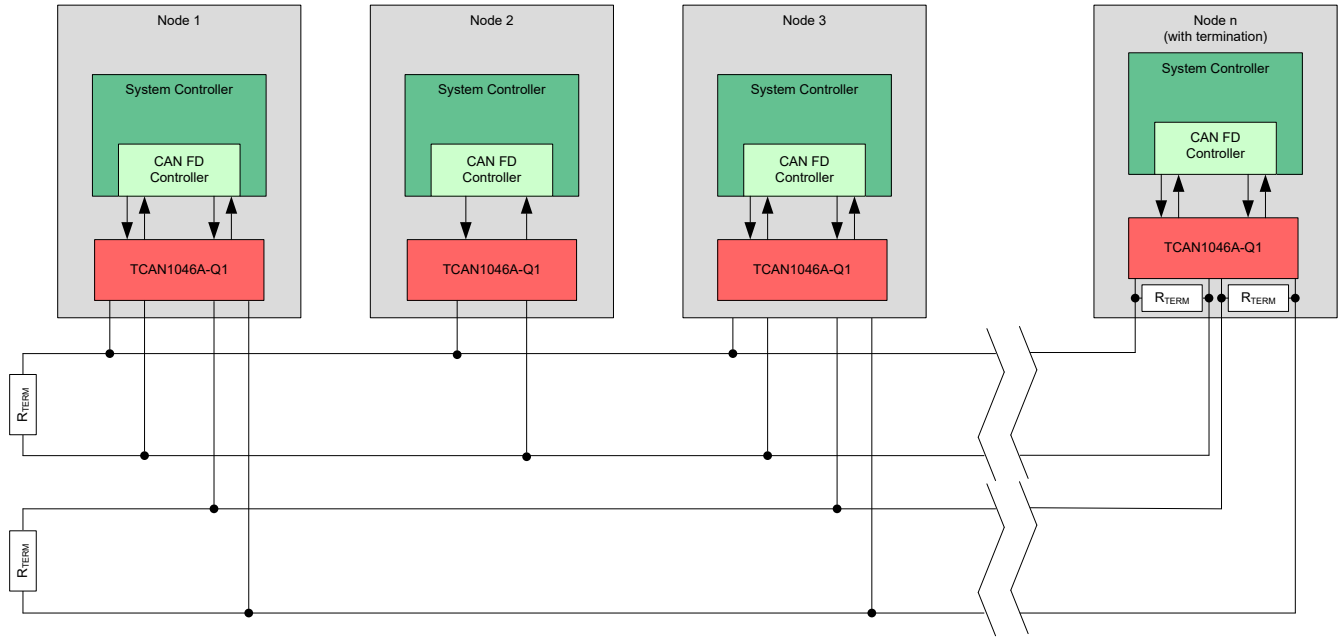 Node 1
System Controller
CAN FD
Controller
TCAN1046A-Q1
Node 2
System Controller
CAN FD
Controller
TCAN1046A-Q1
Node 3
System Controller
CAN FD
Controller
TCAN1046A-Q1
Node n
(with termination)
System Controller
CAN FD
Controller
TCAN1046A-Q1
RTERM
RTERM
RTERM
RTERM